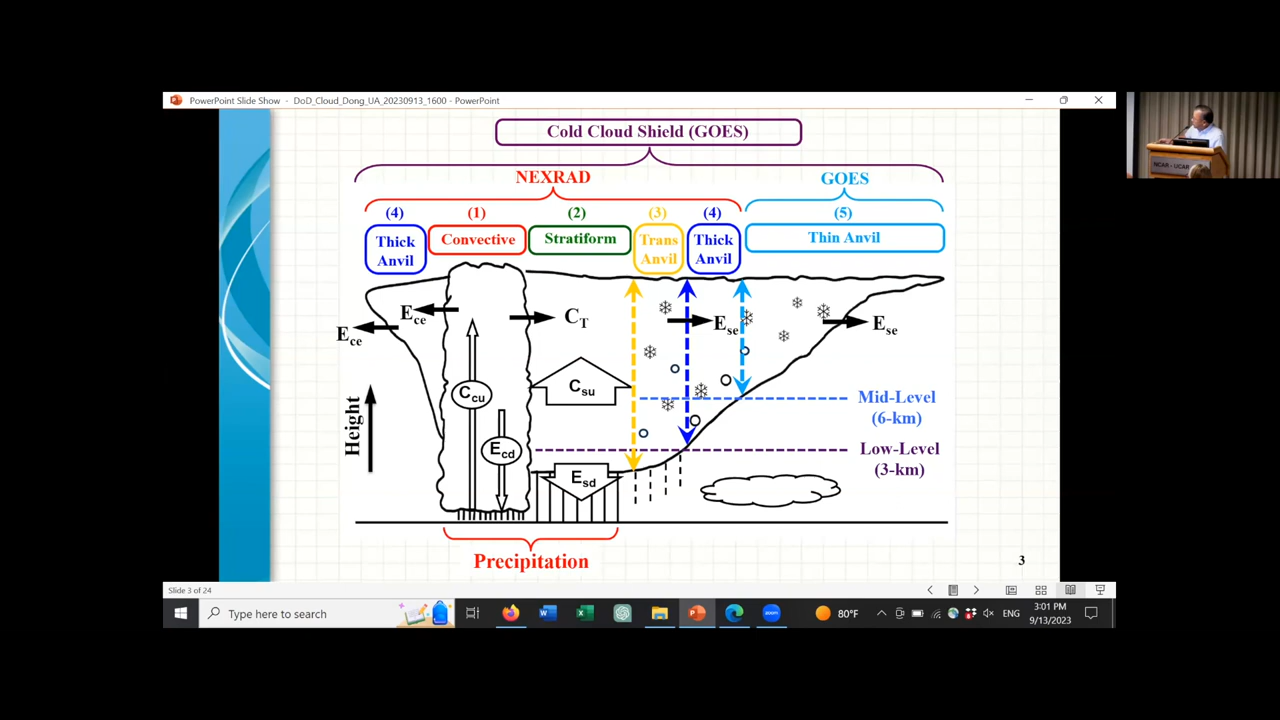 PowerPoint Slide Show - DoD_Cloud_Dong_UA_20230913_1600 - PowerPoint
Cold Cloud Shield (GOES)
NEXRAD
GOES
(4)
(1)
(2)
(3)
(4)
(5)
Thick
Anvil
Convective
Stratiform
Trans
Anvil
Thick
Anvil
Thin Anvil
Ece
Ece
CT
Ese
Ese
Ccu
Csu
Mid-Level
(6-km)
Height
Ecd
Low-Level
(3-km)
Esd
Precipitation
3
NCAR - UCAR
Slide 3 of 24
Type here to search
80°F
ENG
3:01 PM
9/13/2023